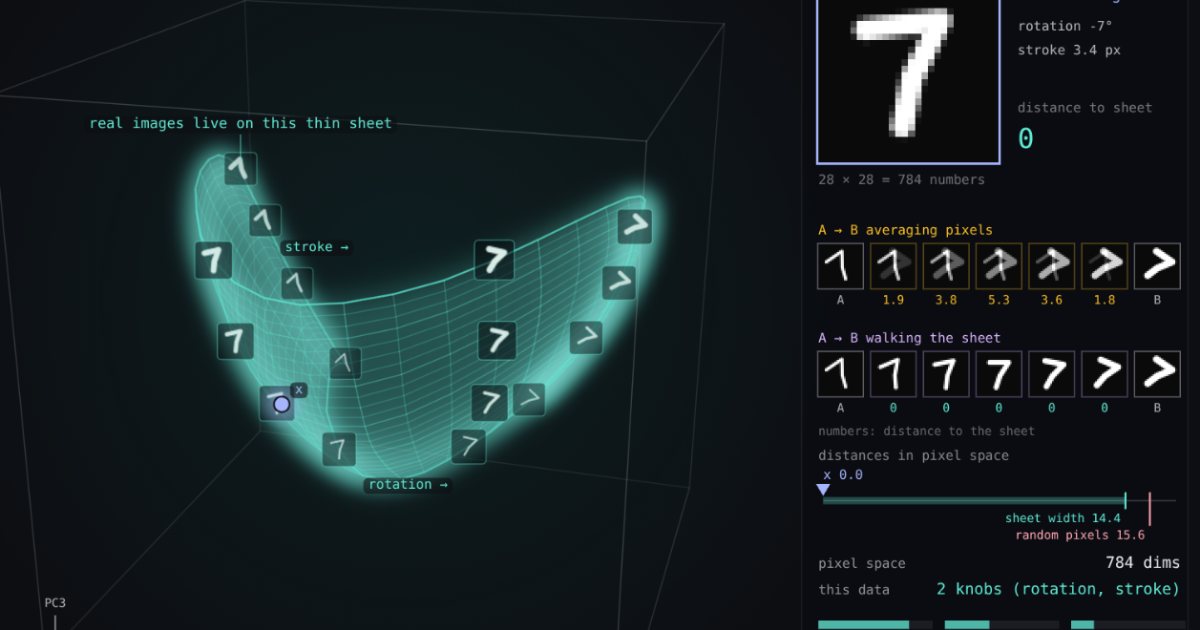 real images live on this thin sheet
stroke →
x
rotation →
PC3
rotation -7°
stroke 3.4 px
distance to sheet
0
28 × 28 = 784 numbers
A → B averaging pixels
A 1.9 3.8 5.3 3.6 1.8 B
A → B walking the sheet
A 0 0 0 0 0 B
numbers: distance to the sheet
distances in pixel space
x 0.0
sheet width 14.4
random pixels 15.6
pixel space 784 dims
this data 2 knobs (rotation, stroke)